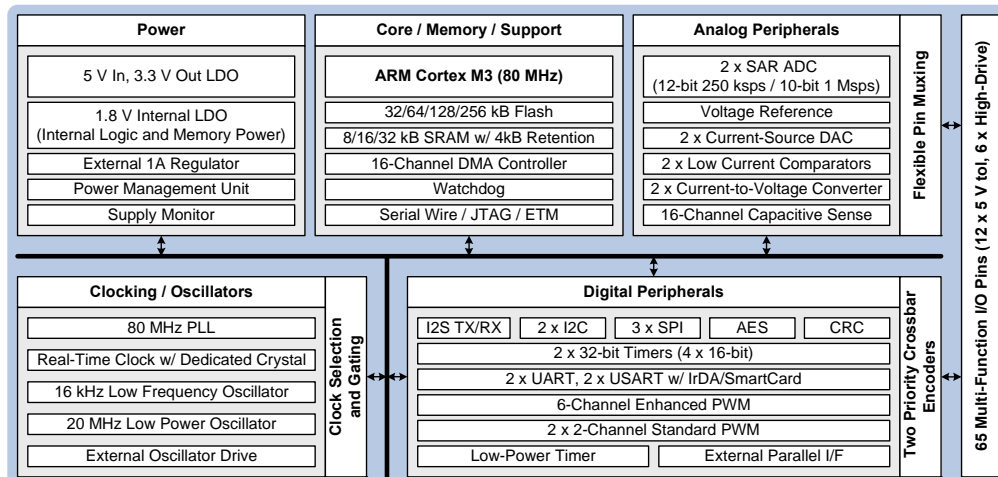 Power
5 V In, 3.3 V Out LDO
1.8 V Internal LDO
(Internal Logic and Memory Power)
External 1A Regulator
Power Management Unit
Supply Monitor
Core / Memory / Support
ARM Cortex M3 (80 MHz)
32/64/128/256 kB Flash
8/16/32 kB SRAM w/ 4kB Retention
16-Channel DMA Controller
Watchdog
Serial Wire / JTAG / ETM
Analog Peripherals
2 x SAR ADC
(12-bit 250 ksps / 10-bit 1 Msps)
Voltage Reference
2 x Current-Source DAC
2 x Low Current Comparators
2 x Current-to-Voltage Converter
16-Channel Capacitive Sense
Flexible Pin Muxing
Clocking / Oscillators
80 MHz PLL
Real-Time Clock w/ Dedicated Crystal
16 kHz Low Frequency Oscillator
20 MHz Low Power Oscillator
External Oscillator Drive
Clock Selection
and Gating
Digital Peripherals
I2S TX/RX
2 x I2C
3 x SPI
AES
CRC
2 x 32-bit Timers (4 x 16-bit)
2 x UART, 2 x USART w/ IrDA/SmartCard
6-Channel Enhanced PWM
2 x 2-Channel Standard PWM
Low-Power Timer
External Parallel I/F
Two Priority Crossbar
Encoders
65 Multi-Function I/O Pins (12 x 5 V tol, 6 x High-Drive)